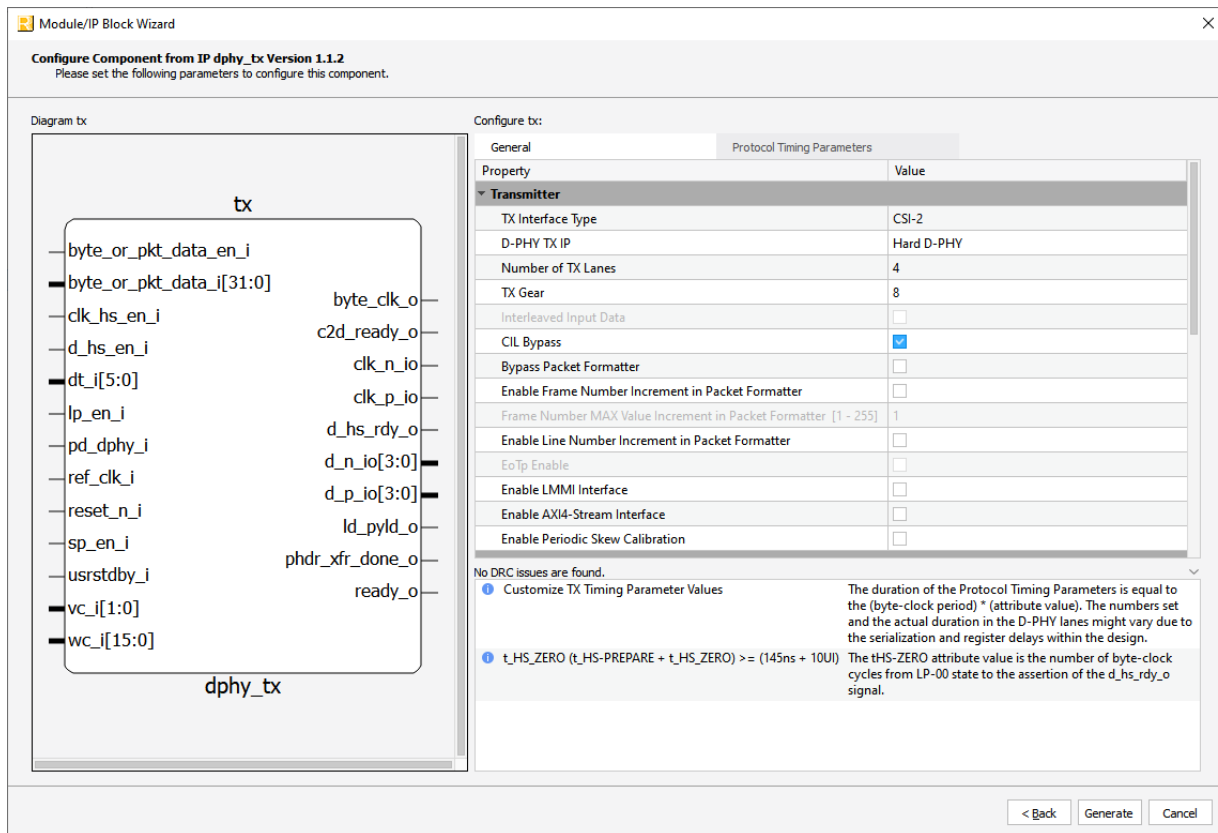 Module/IP Block Wizard
Configure Component from IP dphy_tx Version 1.1.2
Please set the following parameters to configure this component.
Diagram tx
tx
byte_or_pkt_data_en_i
byte_or_pkt_data_i[31:0]
clk_hs_en_i
d_hs_en_i
dt_i[5:0]
lp_en_i
pd_dphy_i
ref_clk_i
reset_n_i
sp_en_i
usrstdby_i
vc_i[1:0]
wc_i[15:0]
byte_clk_o
c2d_ready_o
clk_n_io
clk_p_io
d_hs_rdy_o
d_n_io[3:0]
d_p_io[3:0]
ld_pyld_o
phdr_xfr_done_o
ready_o
dphy_tx
Configure tx:
General Protocol Timing Parameters
Property Value
Transmitter
TX Interface Type CSI-2
D-PHY TX IP Hard D-PHY
Number of TX Lanes 4
TX Gear 8
Interleaved Input Data
CIL Bypass
Bypass Packet Formatter
Enable Frame Number Increment in Packet Formatter
Frame Number MAX Value Increment in Packet Formatter [1 - 255] 1
Enable Line Number Increment in Packet Formatter
EoTp Enable
Enable LMMI Interface
Enable AXI4-Stream Interface
Enable Periodic Skew Calibration
No DRC issues are found.
Customize TX Timing Parameter Values The duration of the Protocol Timing Parameters is equal to
the (byte-clock period) * (attribute value). The numbers set
and the actual duration in the D-PHY lanes might vary due to
the serialization and register delays within the design.
t_HS_ZERO (t_HS-PREPARE + t_HS_ZERO) >= (145ns + 10UI) The tHS-ZERO attribute value is the number of byte-clock
cycles from LP-00 state to the assertion of the d_hs_rdy_o
signal.
< Back Generate Cancel